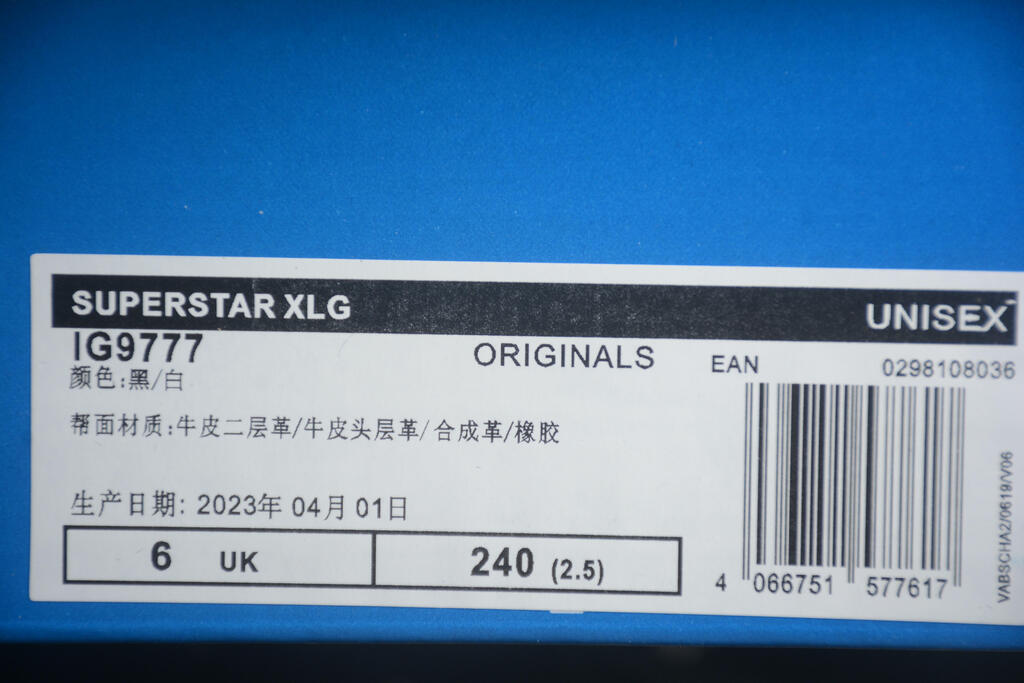 SUPERSTAR XLG
UNISEX
IG9777
ORIGINALS
EAN
0298108036
颜色:黑/白
帮面材质:牛皮二层革/牛皮头层革/合成革/橡胶
生产日期: 2023年 04月 01日
6 UK
240 (2.5)
4 066751 577617
VABSCHA2/0619/V06